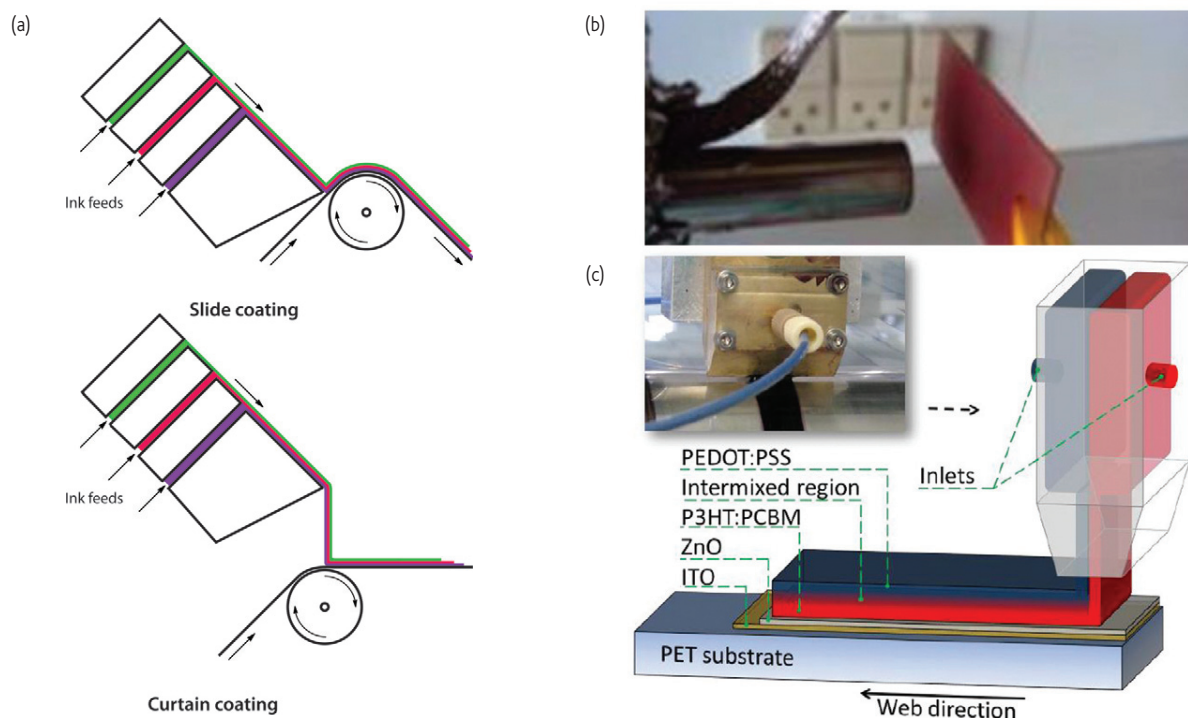 (a)
Ink feeds
Slide coating
Ink feeds
Curtain coating
(b)
(c)
PEDOT:PSS
Intermixed region
P3HT:PCBM
ZnO
ITO
Inlets
PET substrate
Web direction